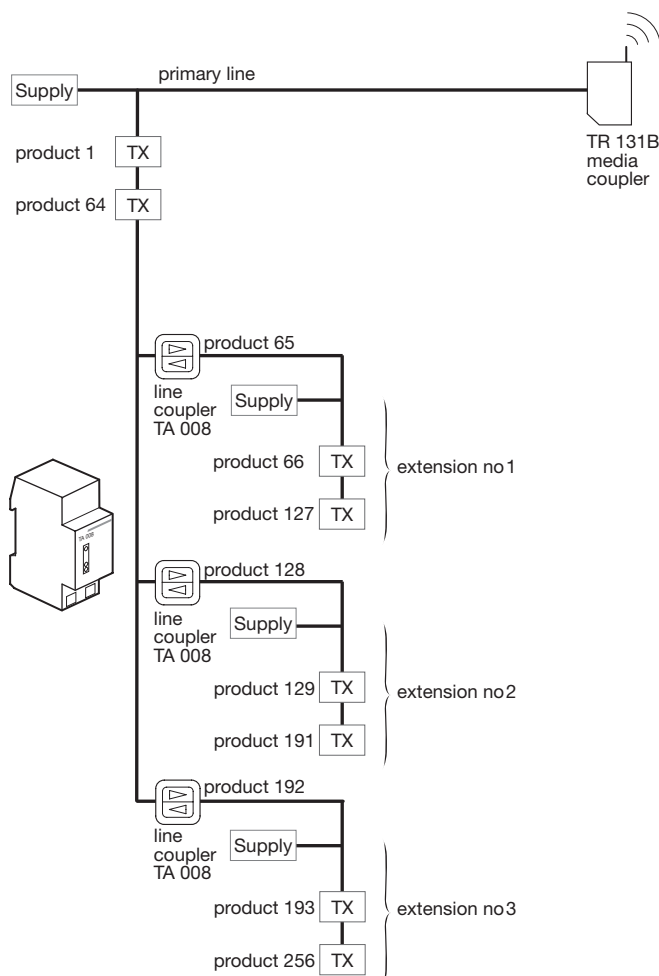 primary line
Supply
TR 131B
media
coupler
product 1 TX
product 64 TX
product 65
line
coupler
TA 008
Supply
product 66 TX
extension no1
product 127 TX
TA 008
product 128
line
coupler
TA 008
Supply
product 129 TX
extension no2
product 191 TX
product 192
line
coupler
TA 008
Supply
product 193 TX
extension no3
product 256 TX